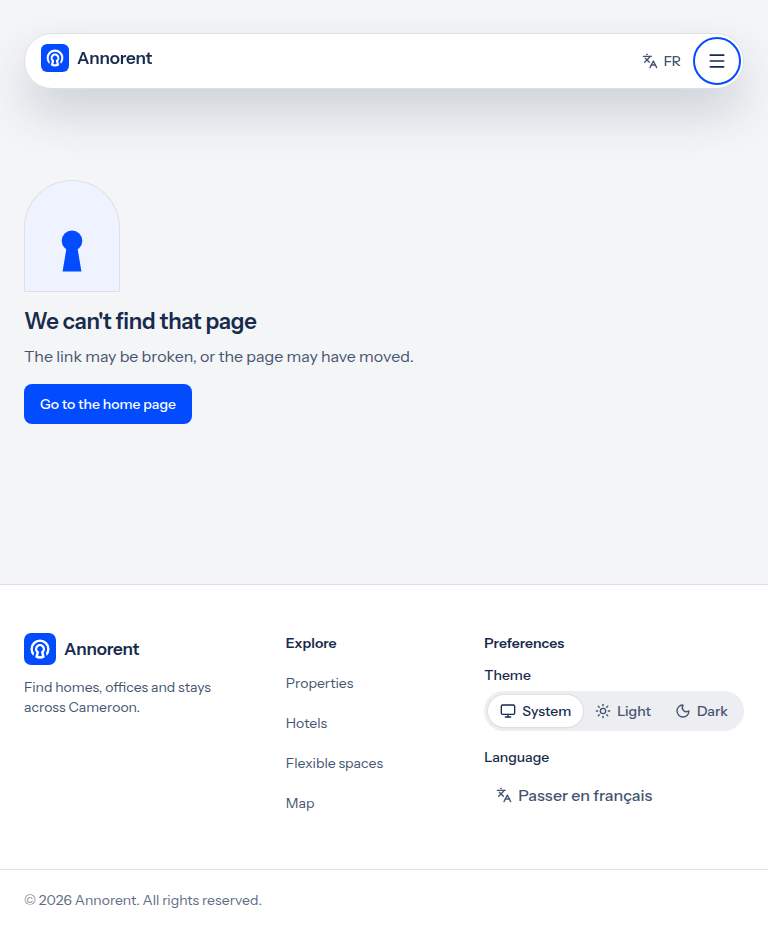 Annorent
FR
We can't find that page
The link may be broken, or the page may have moved.
Go to the home page
Annorent
Find homes, offices and stays
across Cameroon.
Explore
Properties
Hotels
Flexible spaces
Map
Preferences
Theme
System
Light
Dark
Language
Passer en français
© 2026 Annorent. All rights reserved.